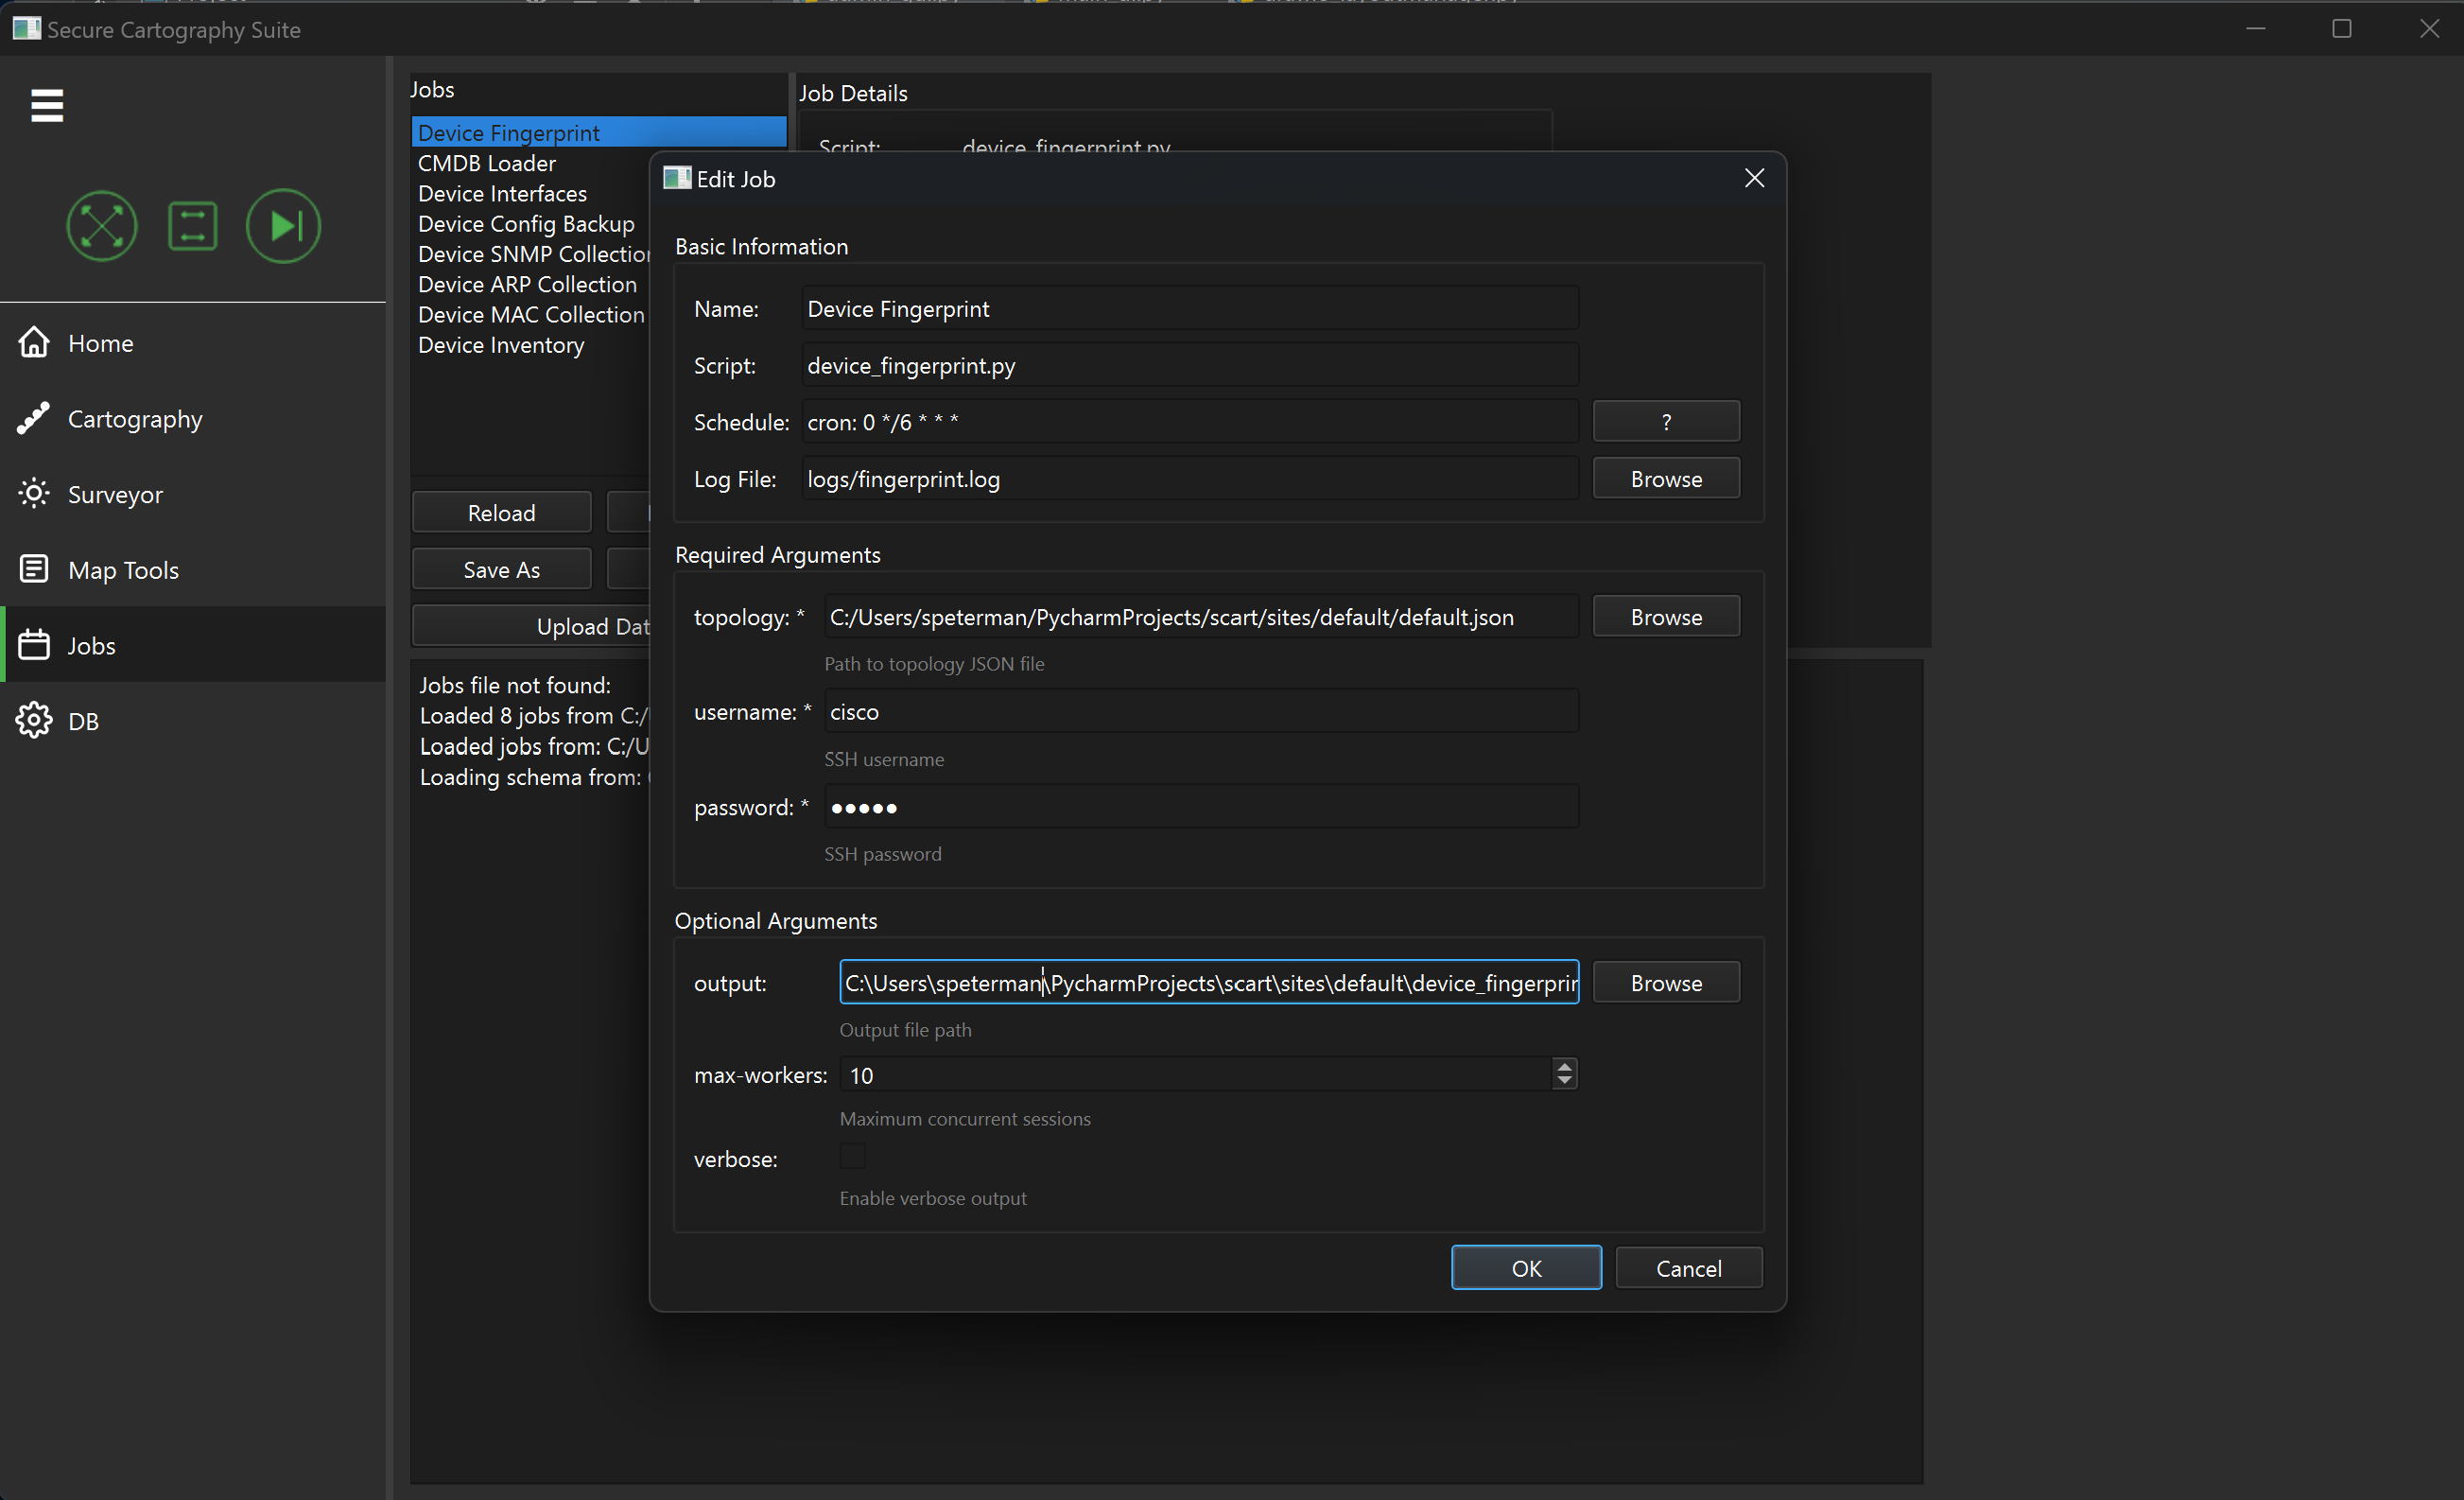 Secure Cartography Suite
Home
Cartography
Surveyor
Map Tools
Jobs
DB
Jobs
Device Fingerprint
CMDB Loader
Device Interfaces
Device Config Backup
Device SNMP Collection
Device ARP Collection
Device MAC Collection
Device Inventory
Reload
Save As
Upload Dat
Jobs file not found:
Loaded 8 jobs from C:/
Loaded jobs from: C:/U
Loading schema from:
Job Details
Script: device_fingerprint.py
Edit Job
Basic Information
Name: Device Fingerprint
Script: device_fingerprint.py
Schedule: cron: 0 */6 * * * ?
Log File: logs/fingerprint.log Browse
Required Arguments
topology: * C:/Users/speterman/PycharmProjects/scart/sites/default/default.json Browse
Path to topology JSON file
username: * cisco
SSH username
password: * ●●●●●
SSH password
Optional Arguments
output: C:\Users\speterman\PycharmProjects\scart\sites\default\device_fingerprin Browse
Output file path
max-workers: 10
Maximum concurrent sessions
verbose:
Enable verbose output
OK Cancel